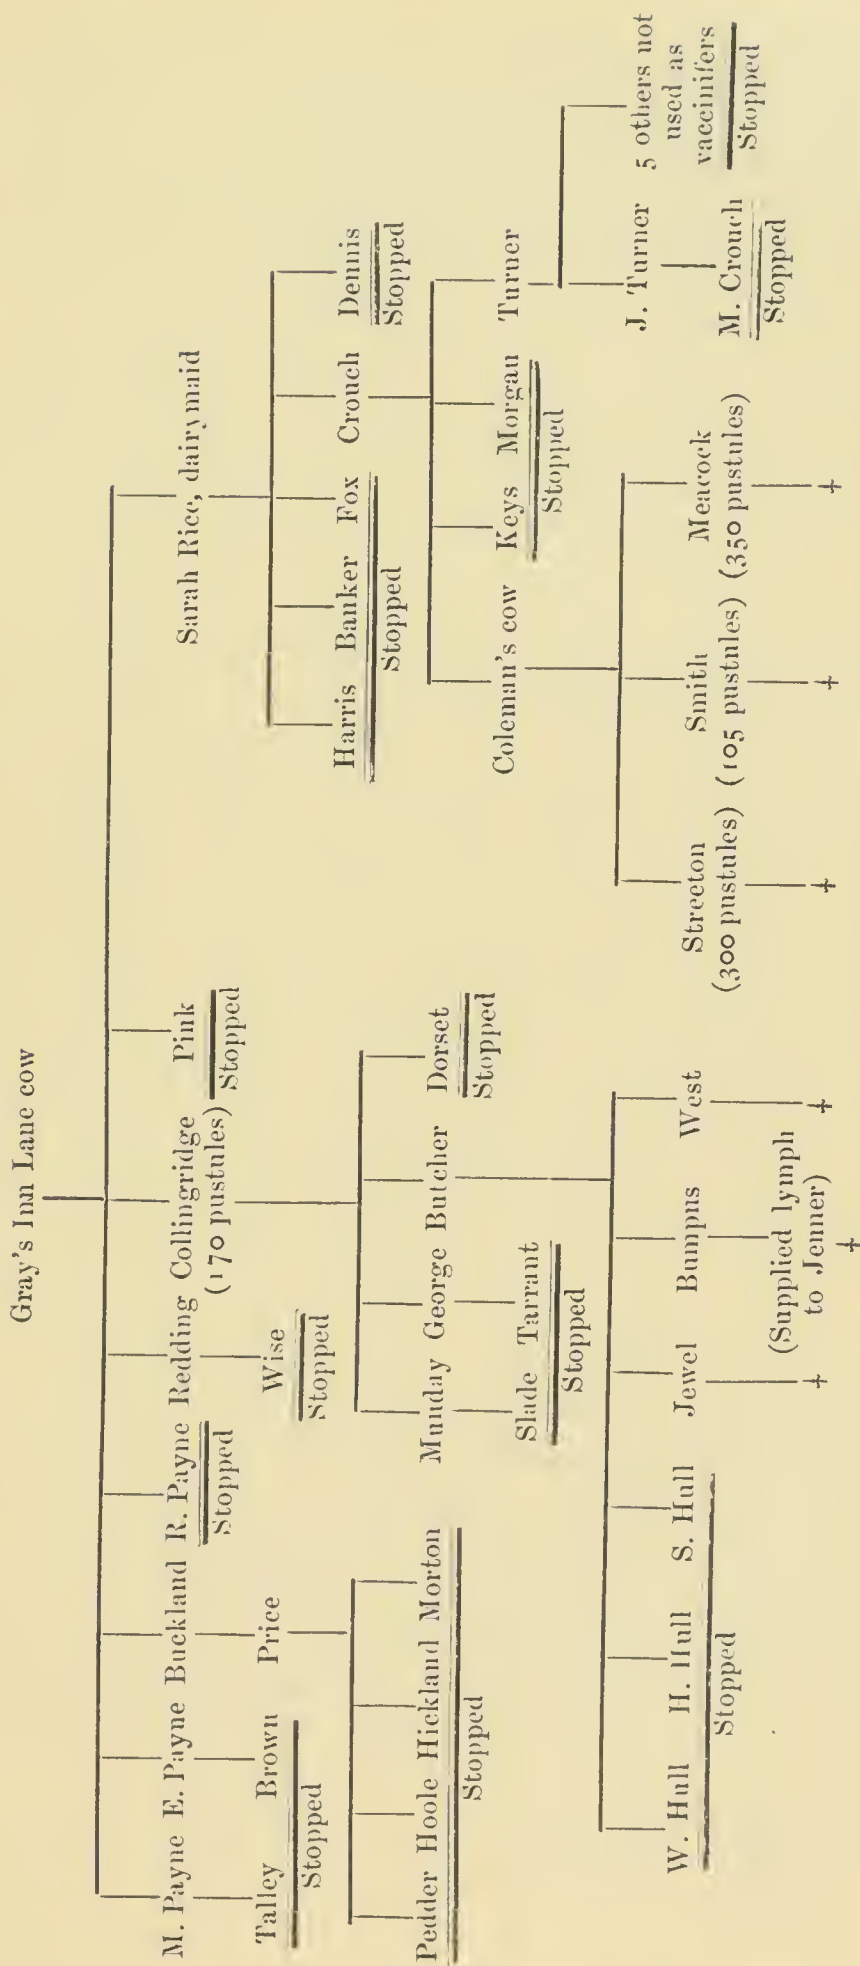 Gray's Inn Lane cow
M. Payne E. Payne Buckland R. Payne Redding Collingridge Pink Sarah Rice, dairymaid
(170 pustules) Stopped
Stopped
Talley Brown Price Wise
Stopped Stopped
Harris Banker Fox Crouch Dennis
Stopped Stopped
Pedder Hoole Hickland Morton Munday George Butcher Dorset
Stopped Stopped
Slade Tarrant
Stopped
Coleman's cow Keys Morgan Turner
Stopped
W. Hull H. Hull S. Hull Jewel Bumpus West
Stopped
(Supplied lymph
to Jenner)
Streeton Smith Meacock
(300 pustules) (105 pustules) (350 pustules)
J. Turner 5 others not
used as
vaccinifers
M. Crouch Stopped
Stopped